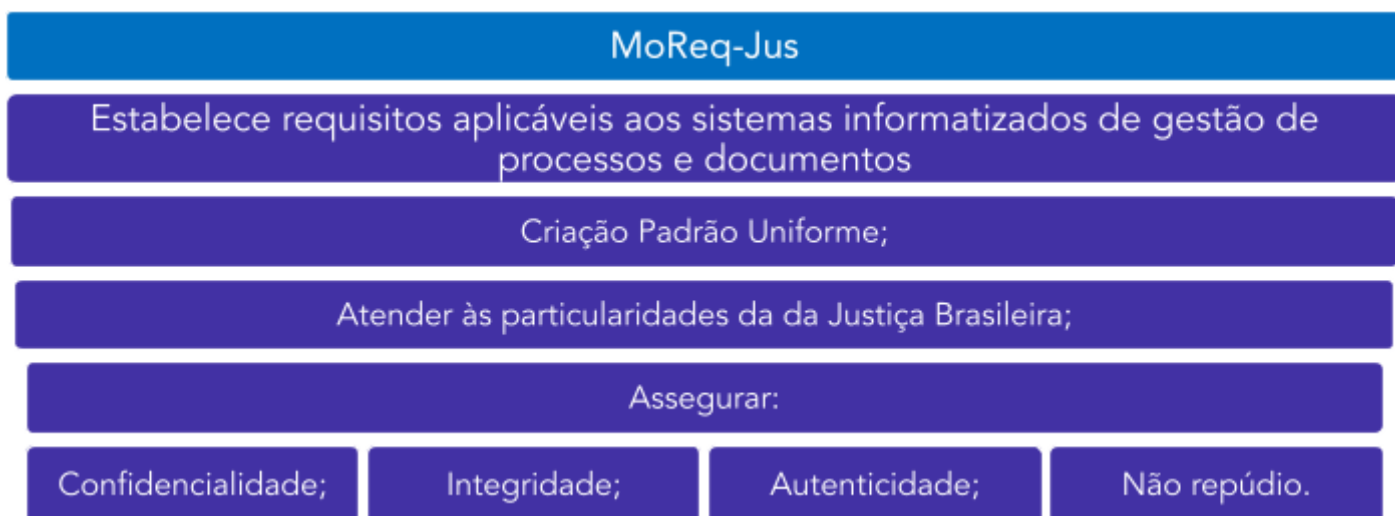 MoReq-Jus
Estabelece requisitos aplicáveis aos sistemas informatizados de gestão de
processos e documentos
Criação Padrão Uniforme;
Atender às particularidades da da Justiça Brasileira;
Assegurar:
Confidencialidade;
Integridade;
Autenticidade;
Não repúdio.